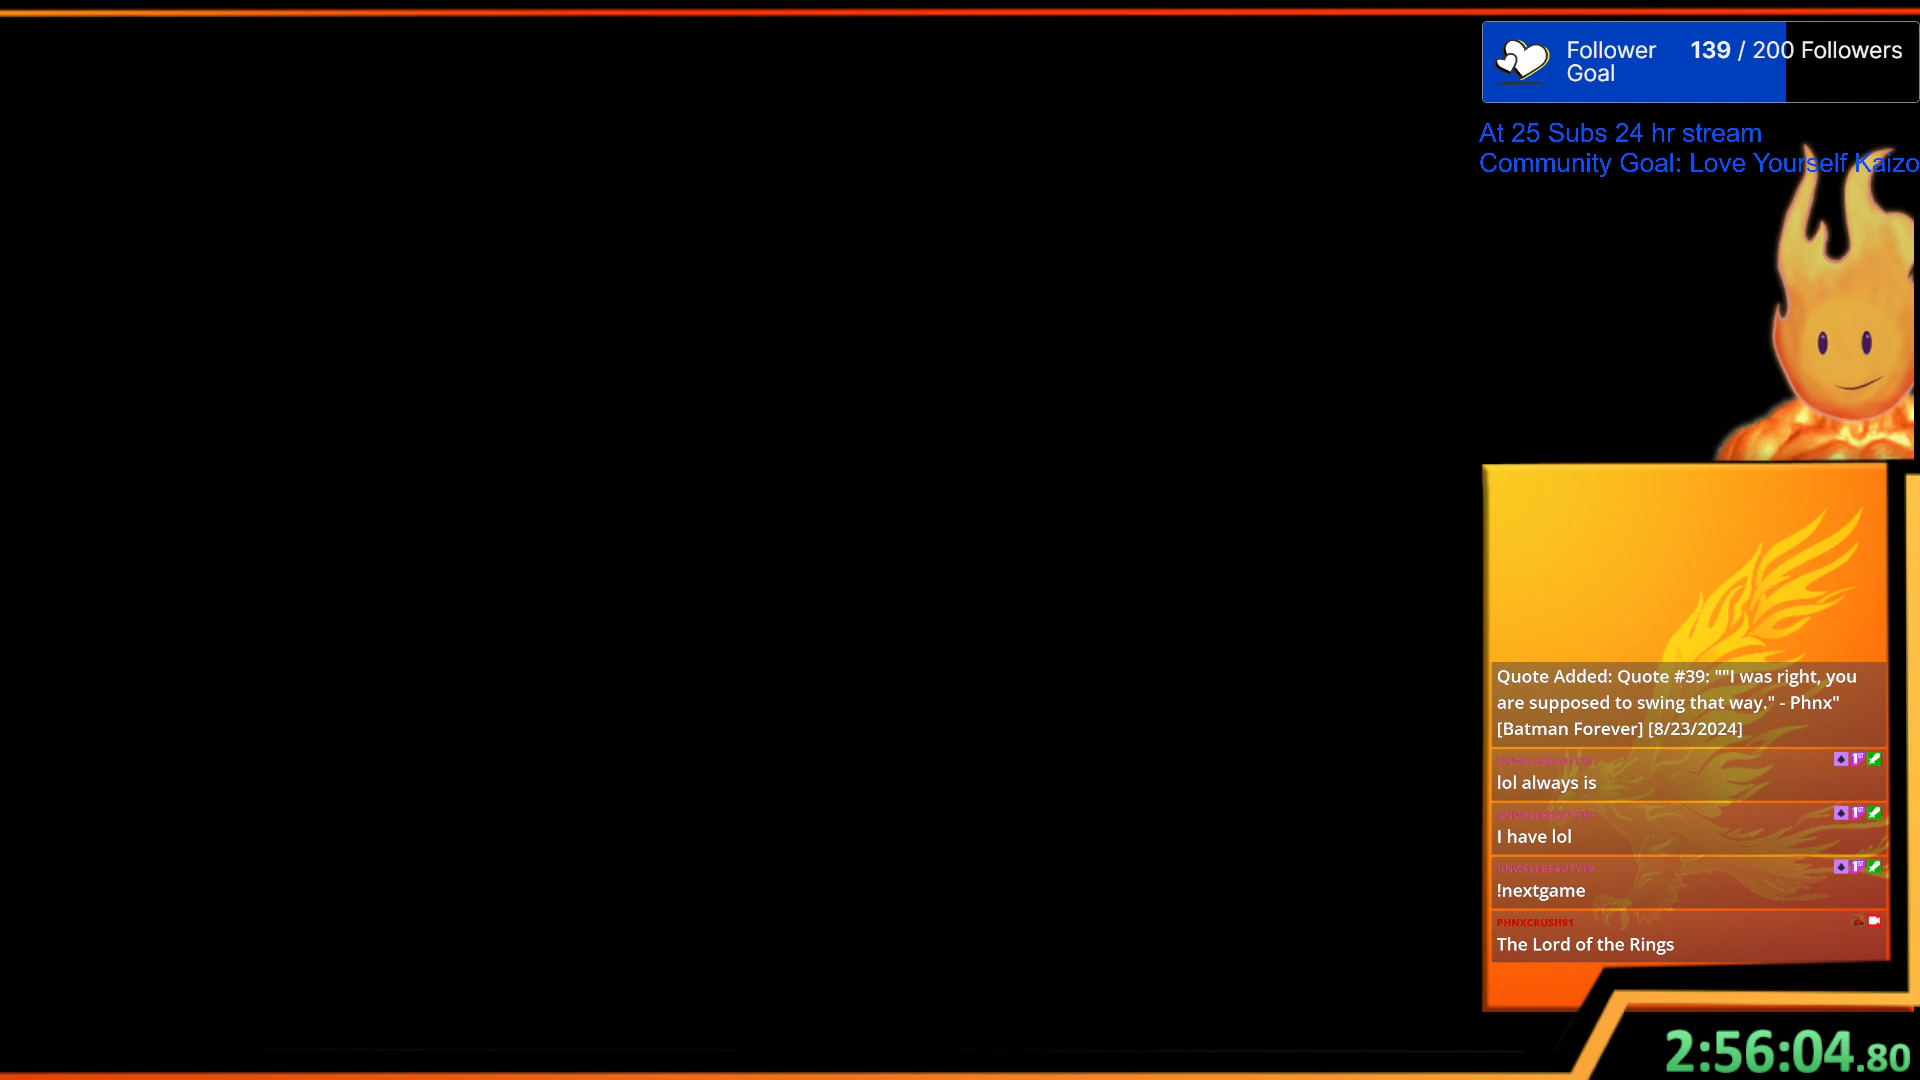 Follower Goal
139 / 200 Followers
At 25 Subs 24 hr stream
Community Goal: Love Yourself Kaizo
Quote Added: Quote #39: ""I was right, you
are supposed to swing that way." - Phnx"
[Batman Forever] [8/23/2024]
lol always is
I have lol
UNWELLBEAUTY19
!nextgame
PHNXCRUSH91
The Lord of the Rings
2:56:04.80